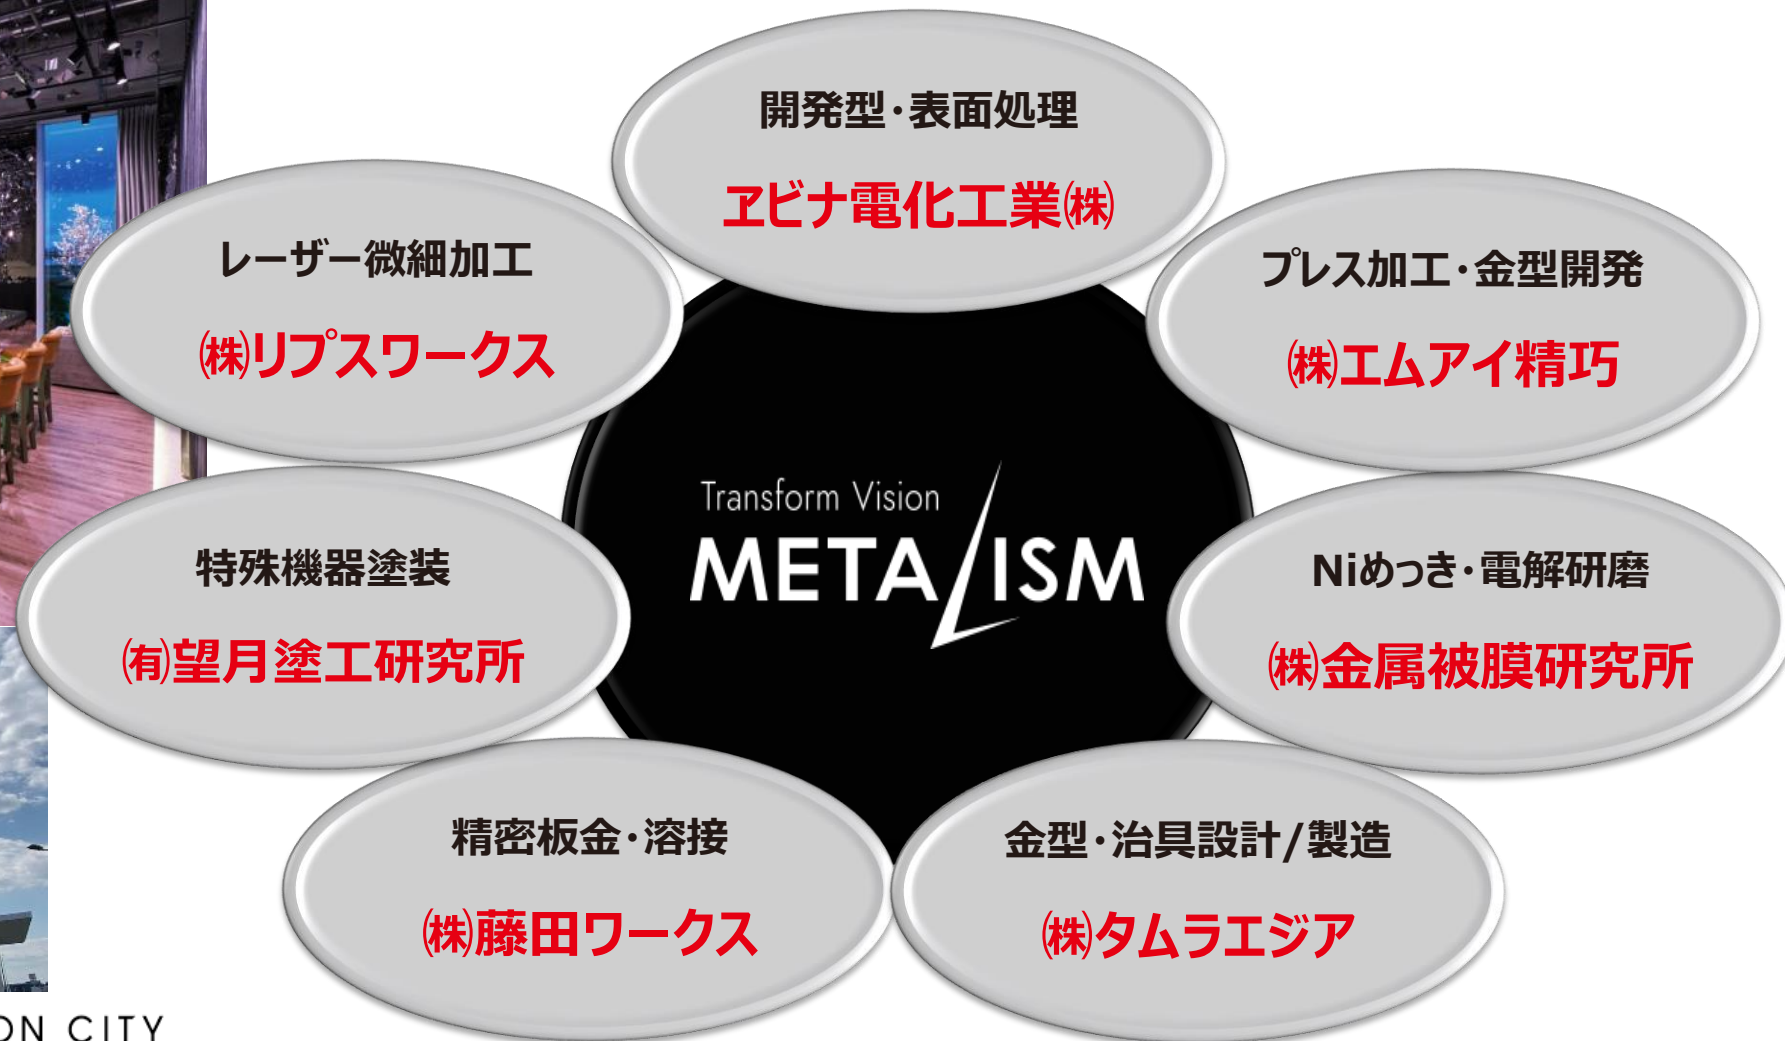 開発型・表面処理
ヱビナ電化工業㈱
レーザー微細加工
㈱リプスワークス
プレス加工・金型開発
㈱エムアイ精巧
Transform Vision
METALISM
特殊機器塗装
㈲望月塗工研究所
Niめっき・電解研磨
㈱金属被膜研究所
精密板金・溶接
㈱藤田ワークス
金型・治具設計/製造
㈱タムラエジア
ON CITY